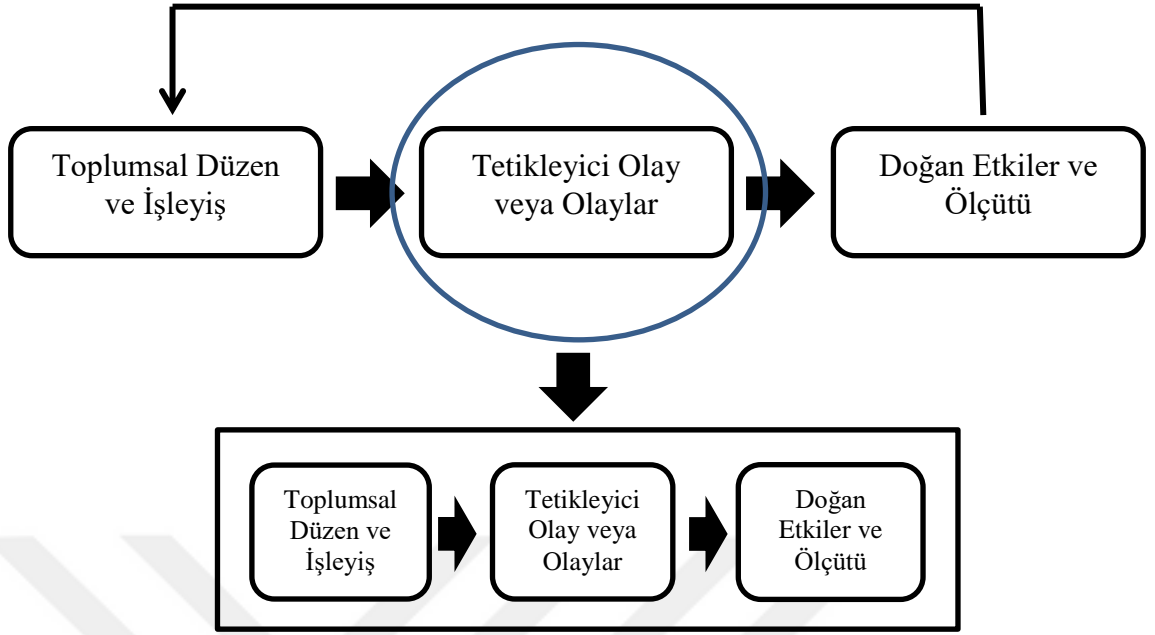 Toplumsal Düzen
ve İşleyiş
Tetikleyici Olay
veya Olaylar
Doğan Etkiler ve
Ölçütü
Toplumsal
Düzen ve
İşleyiş
Tetikleyici
Olay veya
Olaylar
Doğan
Etkiler ve
Ölçütü